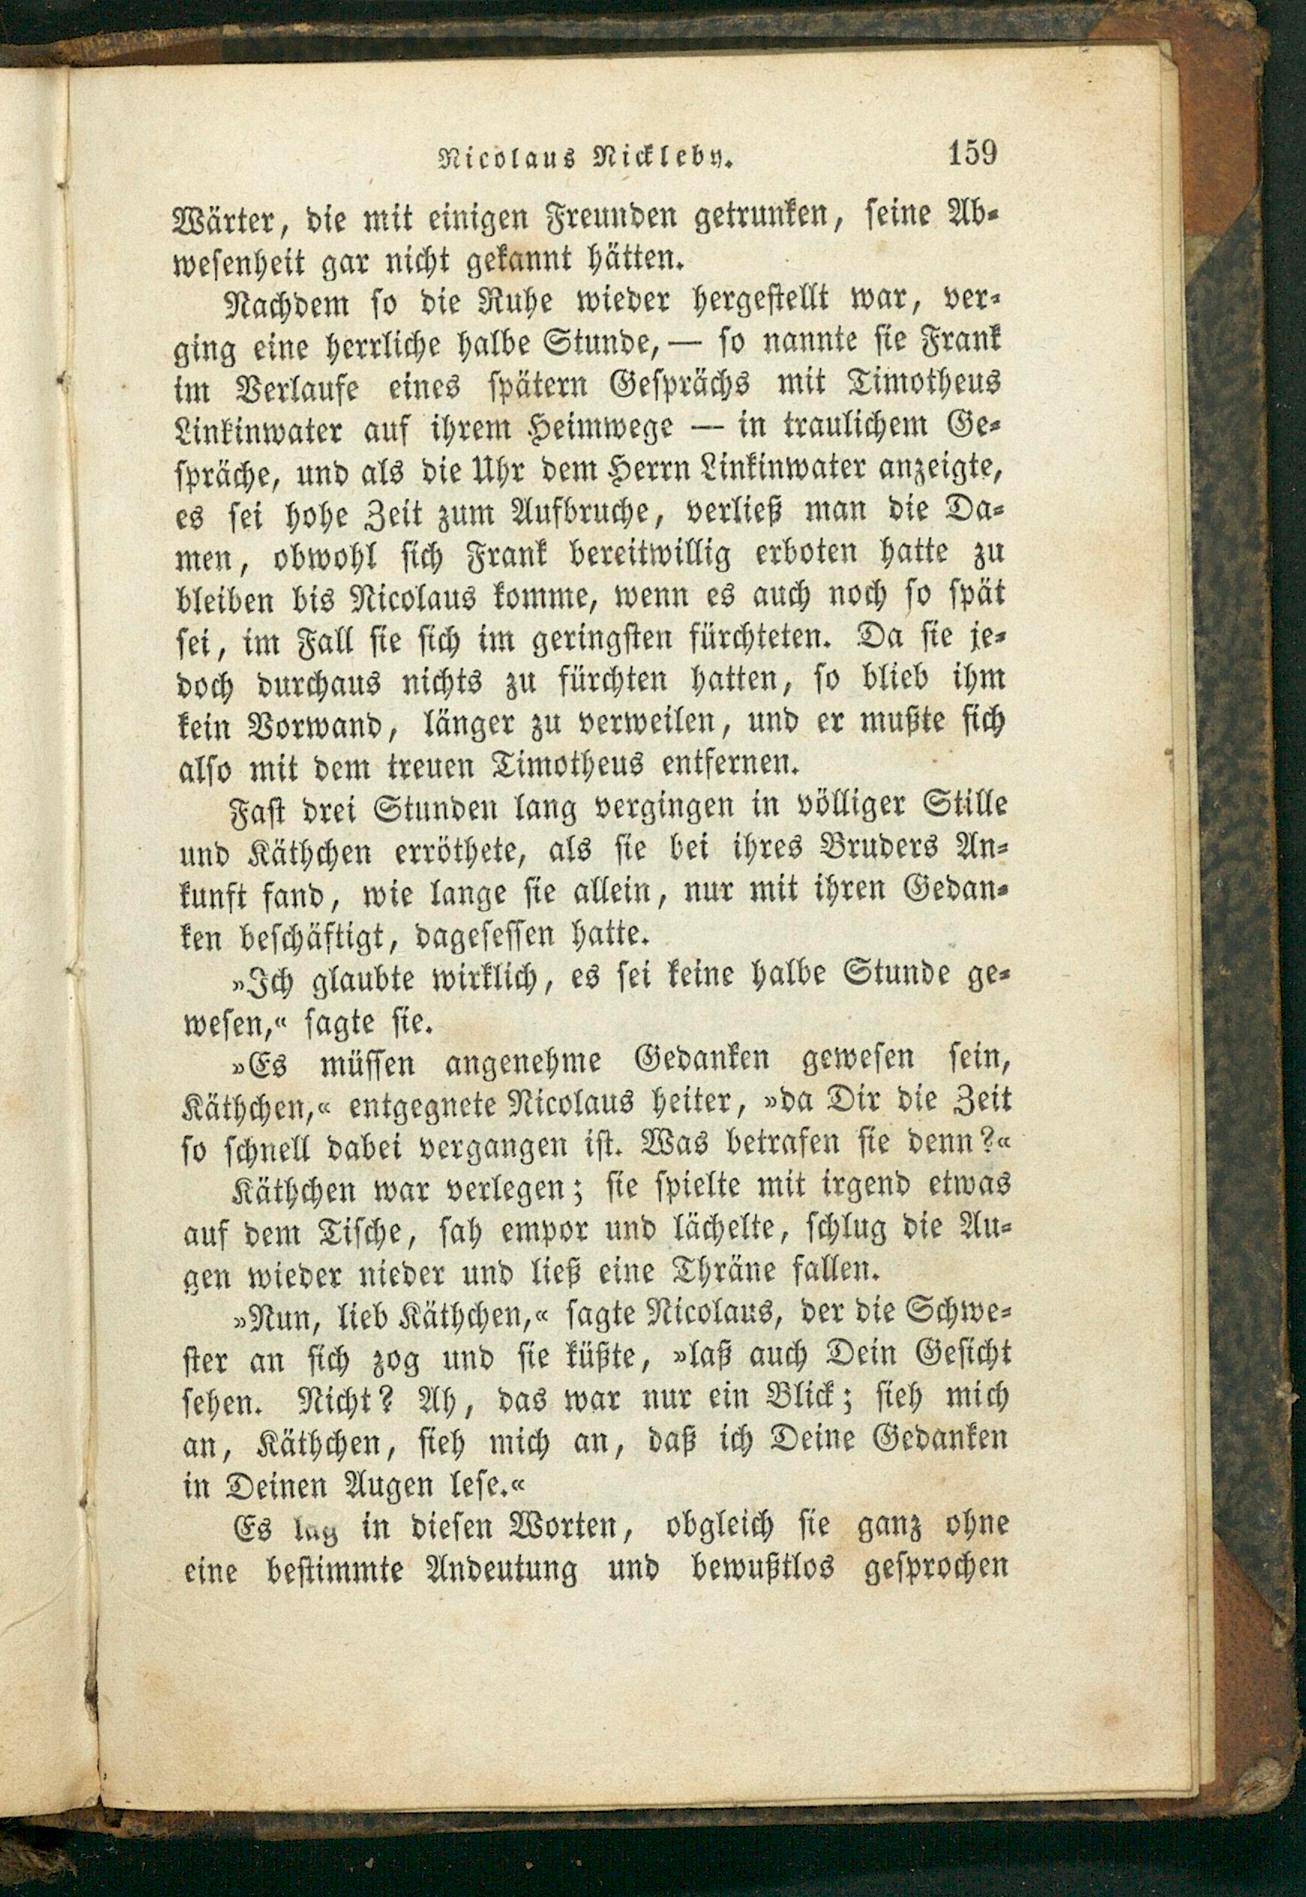 Nicolaus Nickleby. 159
Wärter, die mit einigen Freunden getrunken, seine Ab-
wesenheit gar nicht gekannt hätten.
Nachdem so die Ruhe wieder hergestellt war, ver-
ging eine herrliche halbe Stunde, — so nannte sie Frank
im Verlaufe eines spätern Gesprächs mit Timotheus
Linkinwater auf ihrem Heimwege — in traulichem Ge-
spräche, und als die Uhr dem Herrn Linkinwater anzeigte,
es sei hohe Zeit zum Aufbruche, verließ man die Da-
men, obwohl sich Frank bereitwillig erboten hatte zu
bleiben bis Nicolaus komme, wenn es auch noch so spät
sei, im Fall sie sich im geringsten fürchteten. Da sie je-
doch durchaus nichts zu fürchten hatten, so blieb ihm
kein Vorwand, länger zu verweilen, und er mußte sich
also mit dem treuen Timotheus entfernen.
Fast drei Stunden lang vergingen in völliger Stille
und Käthchen erröthete, als sie bei ihres Bruders An-
kunft fand, wie lange sie allein, nur mit ihren Gedan-
ken beschäftigt, dagesessen hatte.
»Ich glaubte wirklich, es sei keine halbe Stunde ge-
wesen,« sagte sie.
»Es müssen angenehme Gedanken gewesen sein,
Käthchen,« entgegnete Nicolaus heiter, »da Dir die Zeit
so schnell dabei vergangen ist. Was betrafen sie denn?«
Käthchen war verlegen; sie spielte mit irgend etwas
auf dem Tische, sah empor und lächelte, schlug die Au-
gen wieder nieder und ließ eine Thräne fallen.
»Nun, lieb Käthchen,« sagte Nicolaus, der die Schwe-
ster an sich zog und sie küßte, »laß auch Dein Gesicht
sehen. Nicht? Ah, das war nur ein Blick; sieh mich
an, Käthchen, sieh mich an, daß ich Deine Gedanken
in Deinen Augen lese.«
Es lag in diesen Worten, obgleich sie ganz ohne
eine bestimmte Andeutung und bewußtlos gesprochen